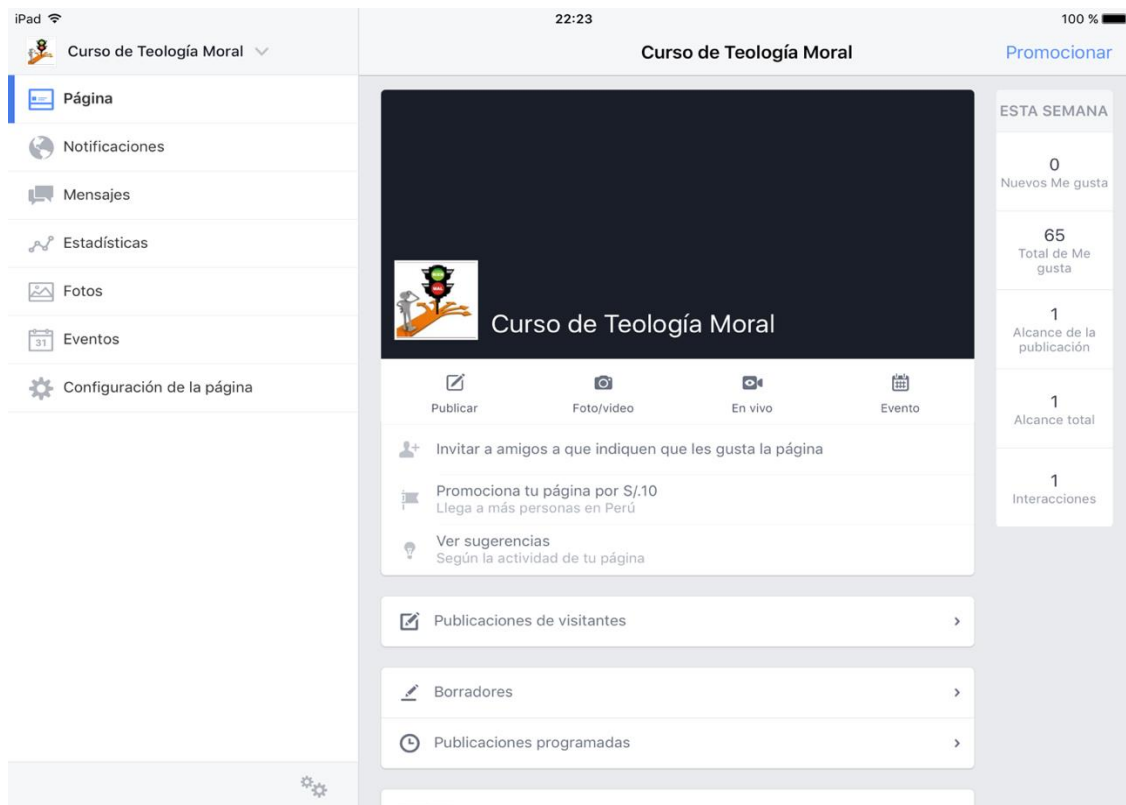 iPad
22:23
100 %
Curso de Teología Moral
Curso de Teología Moral
Promocionar
Página
Notificaciones
Mensajes
Estadísticas
Fotos
31
Eventos
Configuración de la página
Curso de Teología Moral
Publicar
Foto/video
En vivo
Evento
Invitar a amigos a que indiquen que les gusta la página
Promociona tu página por S/.10
Llega a más personas en Perú
Ver sugerencias
Según la actividad de tu página
Publicaciones de visitantes
Borradores
Publicaciones programadas
ESTA SEMANA
0
Nuevos Me gusta
65
Total de Me
gusta
1
Alcance de la
publicación
1
Alcance total
1
Interacciones